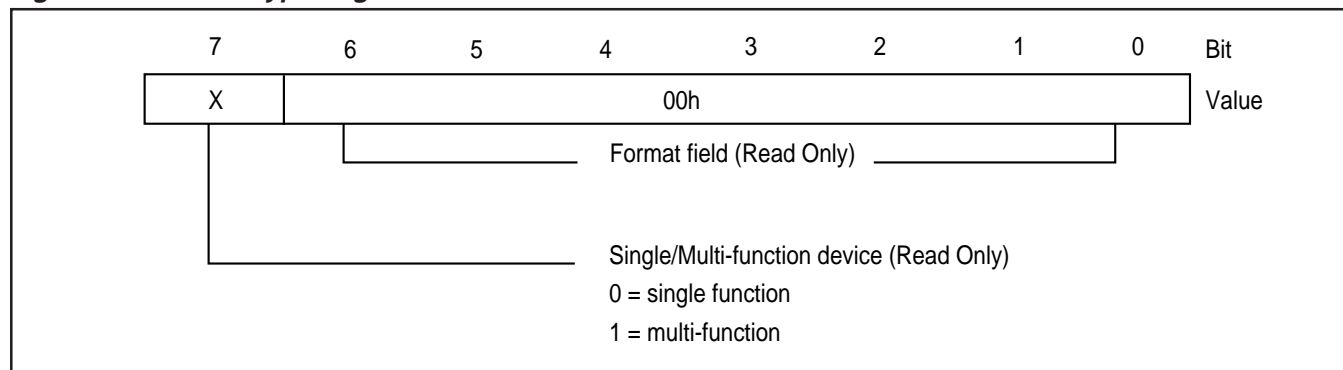 7 6 5 4 3 2 1 0 Bit
X 00h Value
Format field (Read Only)
Single/Multi-function device (Read Only)
0 = single function
1 = multi-function